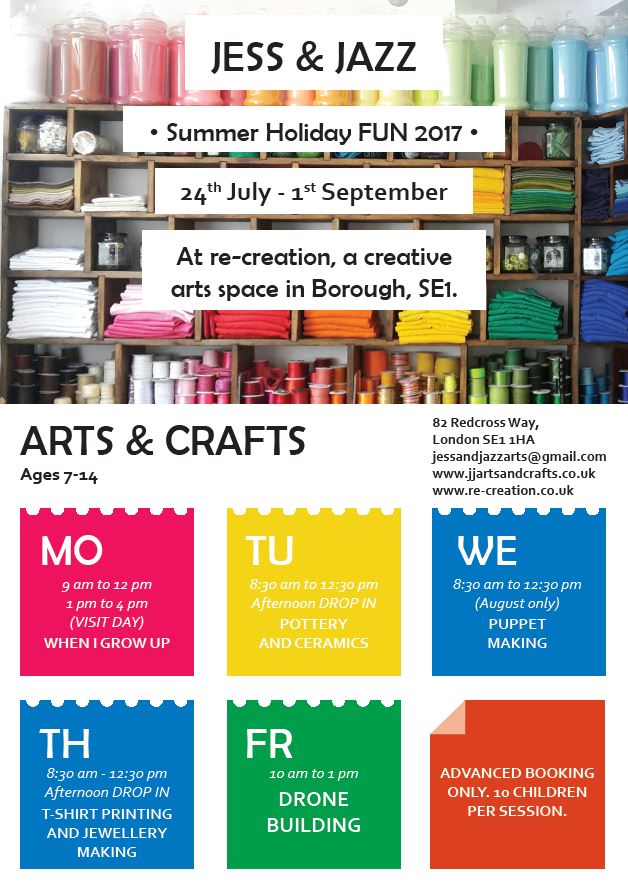 JESS & JAZZ
• Summer Holiday FUN 2017 •
24th July - 1st September
At re-creation, a creative
arts space in Borough, SE1.
ARTS & CRAFTS
Ages 7-14
82 Redcross Way,
London SE1 1HA
jessandjazzarts@gmail.com
www.jjartsandcrafts.co.uk
www.re-creation.co.uk
MO
9 am to 12 pm
1 pm to 4 pm
(VISIT DAY)
WHEN I GROW UP
TU
8:30 am to 12:30 pm
Afternoon DROP IN
POTTERY
AND CERAMICS
WE
8:30 am to 12:30 pm
(August only)
PUPPET
MAKING
TH
8:30 am - 12:30 pm
Afternoon DROP IN
T-SHIRT PRINTING
AND JEWELLERY
MAKING
FR
10 am to 1 pm
DRONE
BUILDING
ADVANCED BOOKING
ONLY. 10 CHILDREN
PER SESSION.